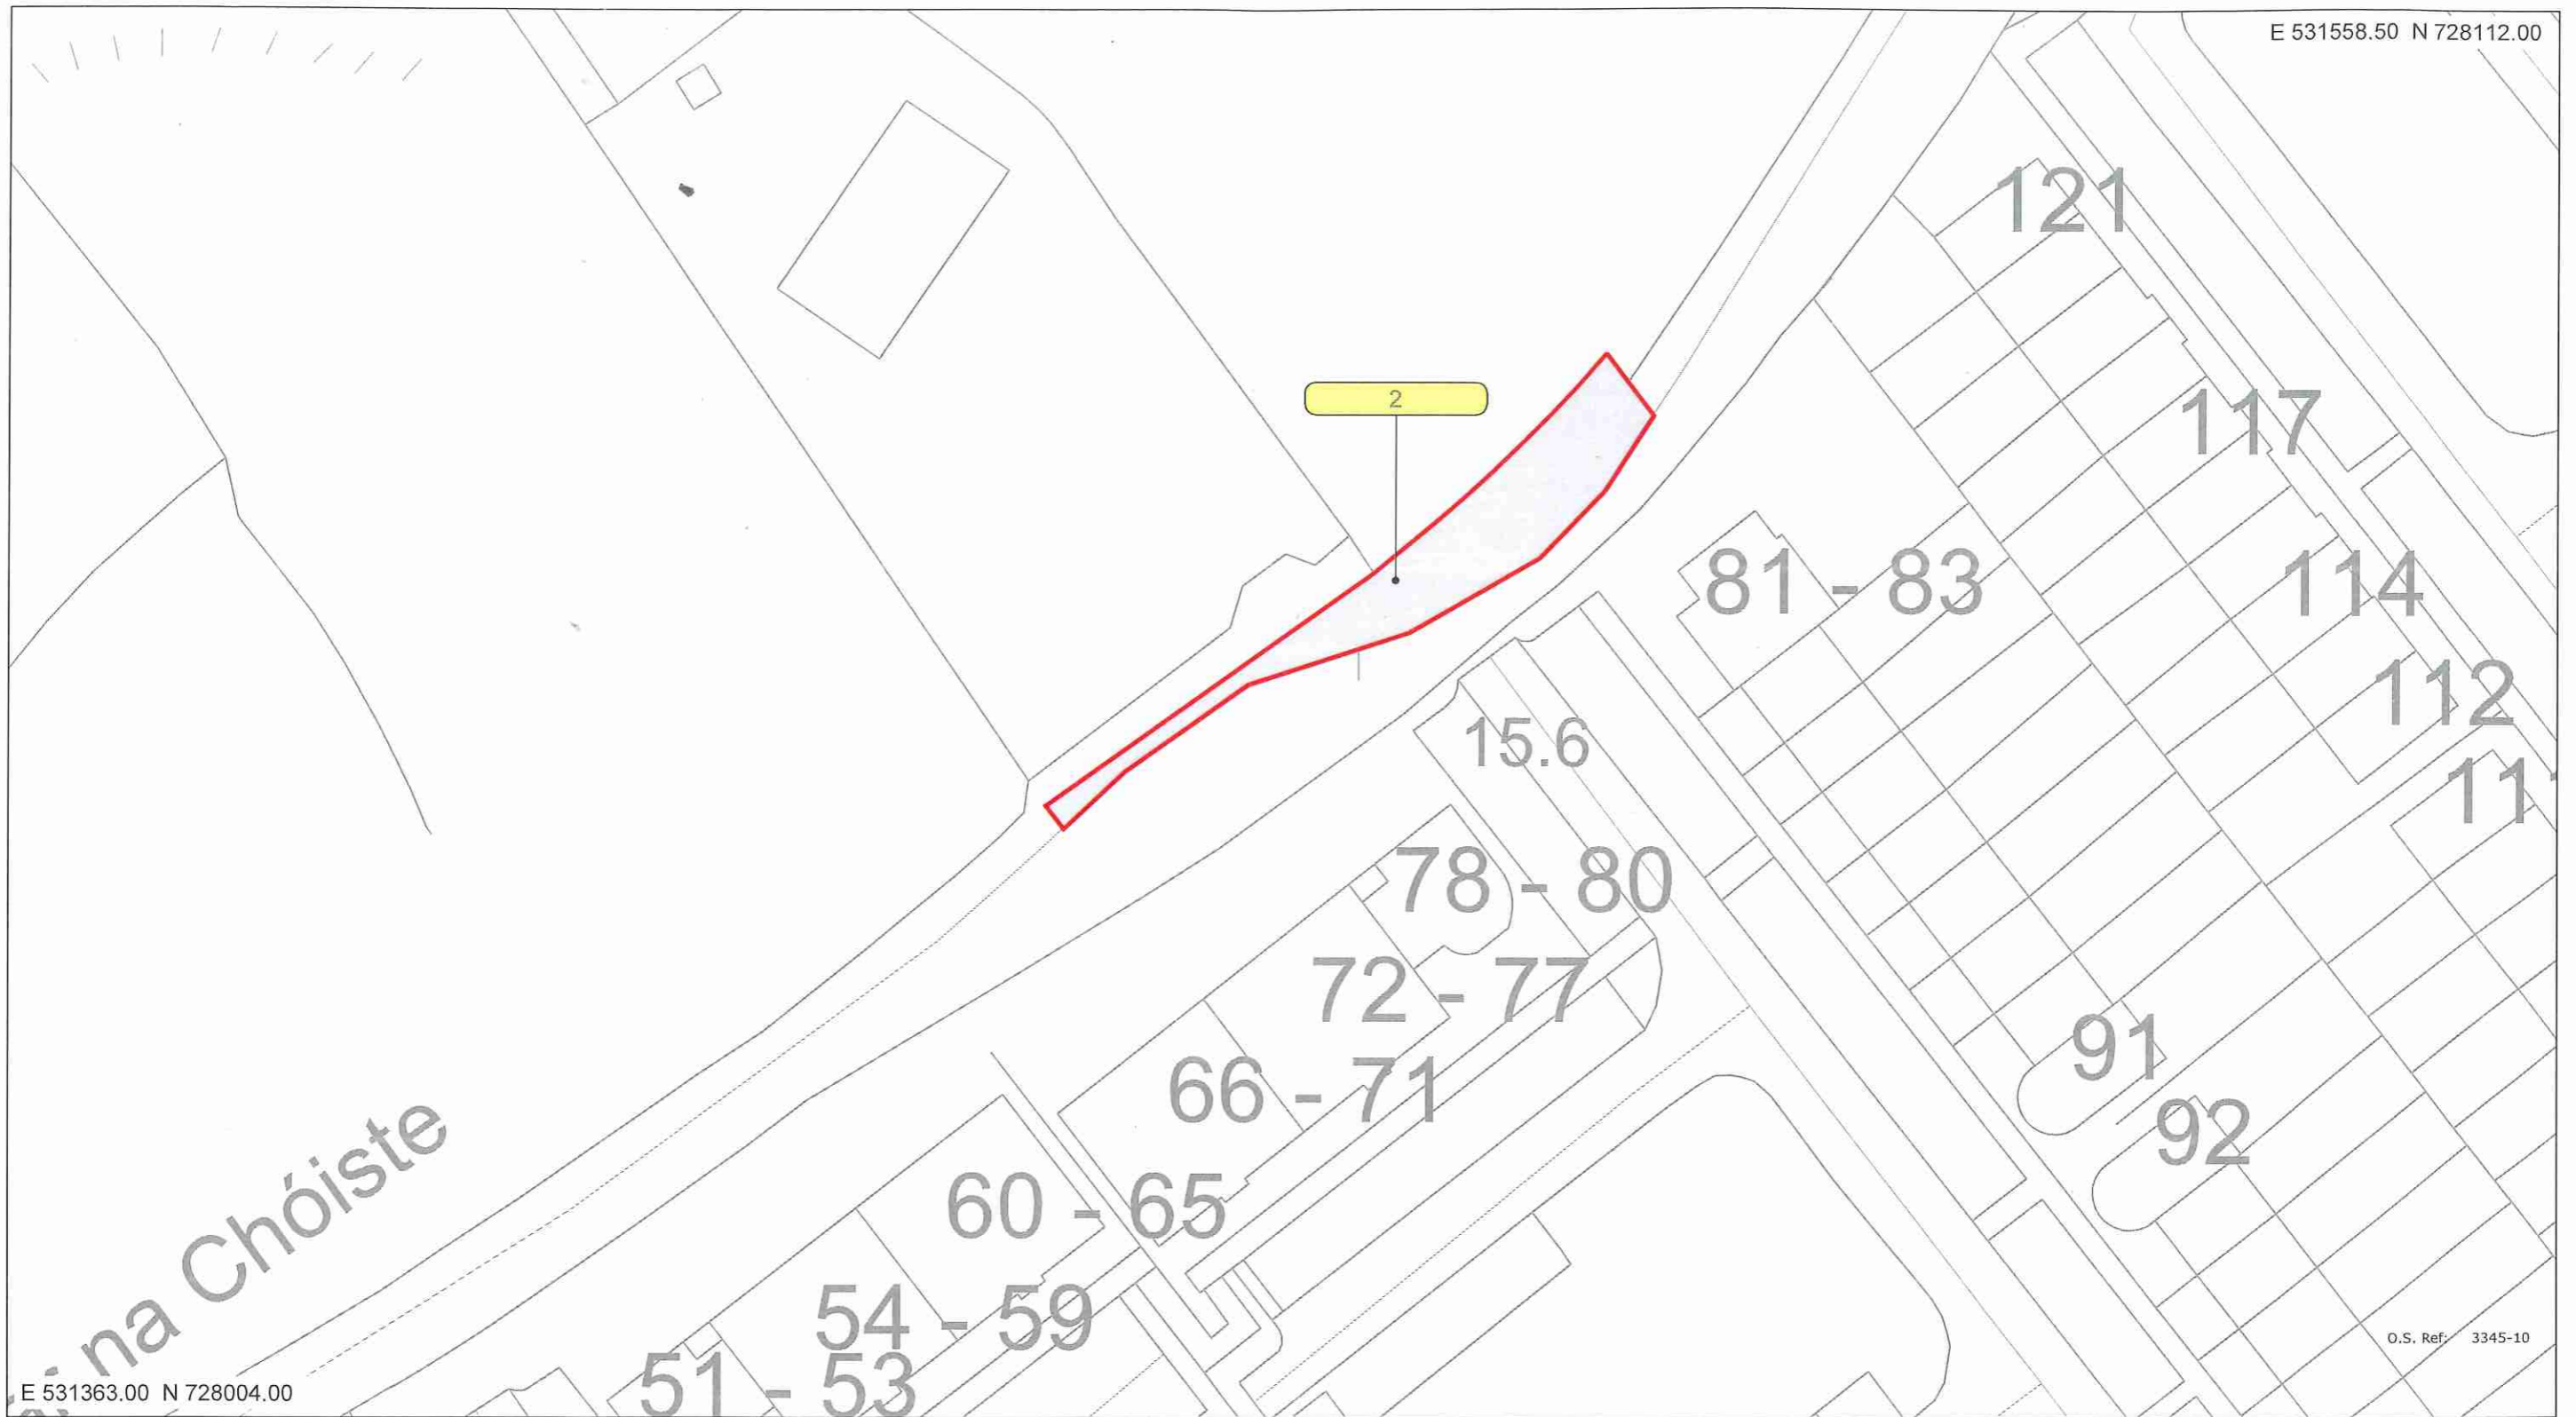 E 531558.50 N 728112.00
121
2
117
81 - 83
114
112
15.6
11
78 - 80
72 - 77
91
66 - 71
92
na Chóiste
60 - 65
54 - 59
O.S. Ref: 3345-10
51 - 53
E 531363.00 N 728004.00